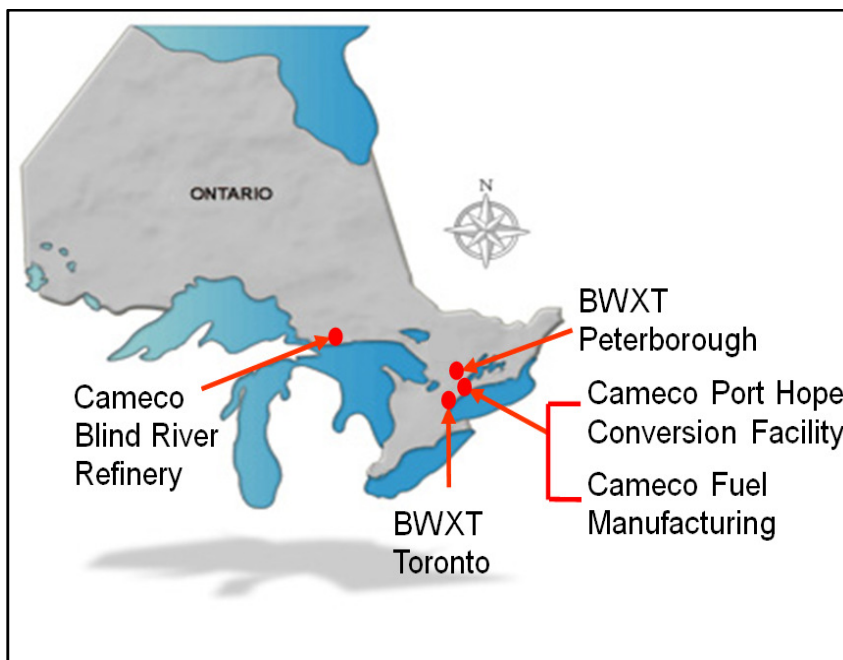 ONTARIO
N
BWXT
Peterborough
Cameco
Blind River
Refinery
Cameco Port Hope
Conversion Facility
Cameco Fuel
Manufacturing
BWXT
Toronto